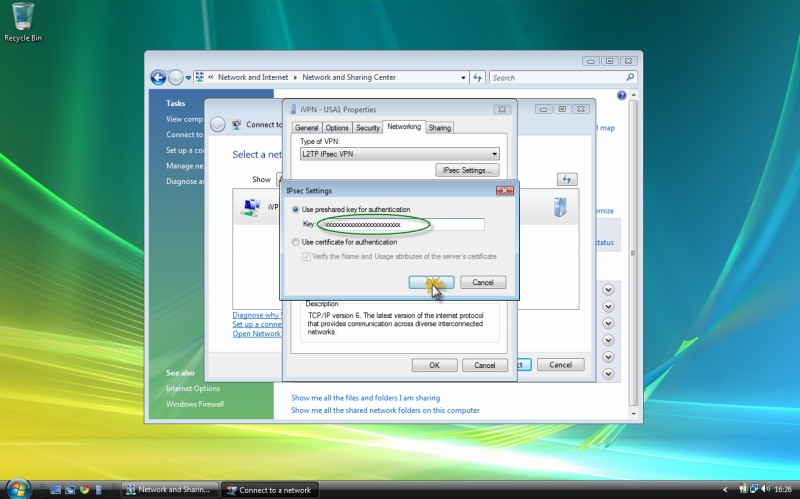 Recycle Bin
« Network and Internet ▸ Network and Sharing Center
Search
Tasks
View comp
Connect to
Set up a co
Manage ne
Diagnose a
See also
Internet Options
Windows Firewall
l map
omize
status
Connect to
Select a net
Show
iVP
Diagnose why
Set up a conne
Open Network
ct
Cancel
iVPN - USA1 Properties
General
Options
Security
Networking
Sharing
Type of VPN:
L2TP IPsec VPN
IPsec Settings...
IPsec Settings
Use preshared key for authentication
Key:
Use certificate for authentication
Verify the Name and Usage attributes of the server's certificate
Cancel
Description
TCP/IP version 6. The latest version of the internet protocol
that provides communication across diverse interconnected
networks.
OK
Cancel
Show me all the files and folders I am sharing
Show me all the shared network folders on this computer
Network and Sharin...
Connect to a network
16:26